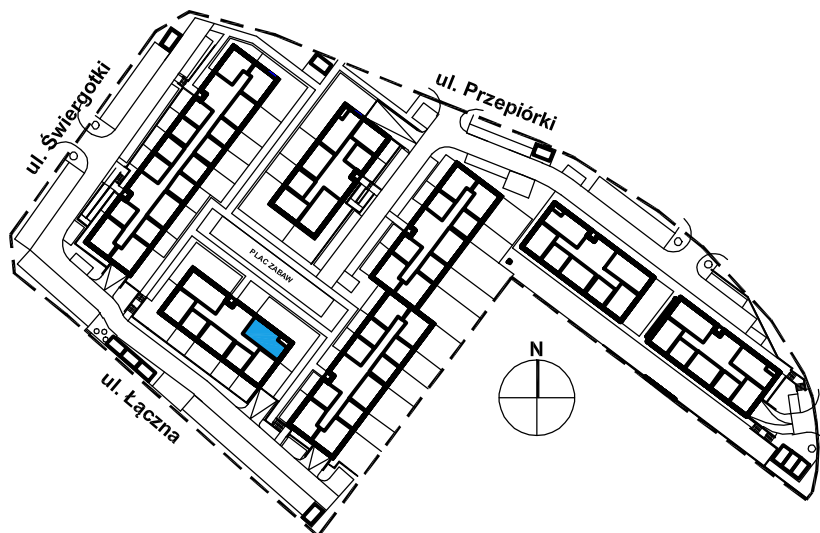 ul. Świergotki
ul. Przepiórki
PLAC ZABAW
N
ul. Łączna